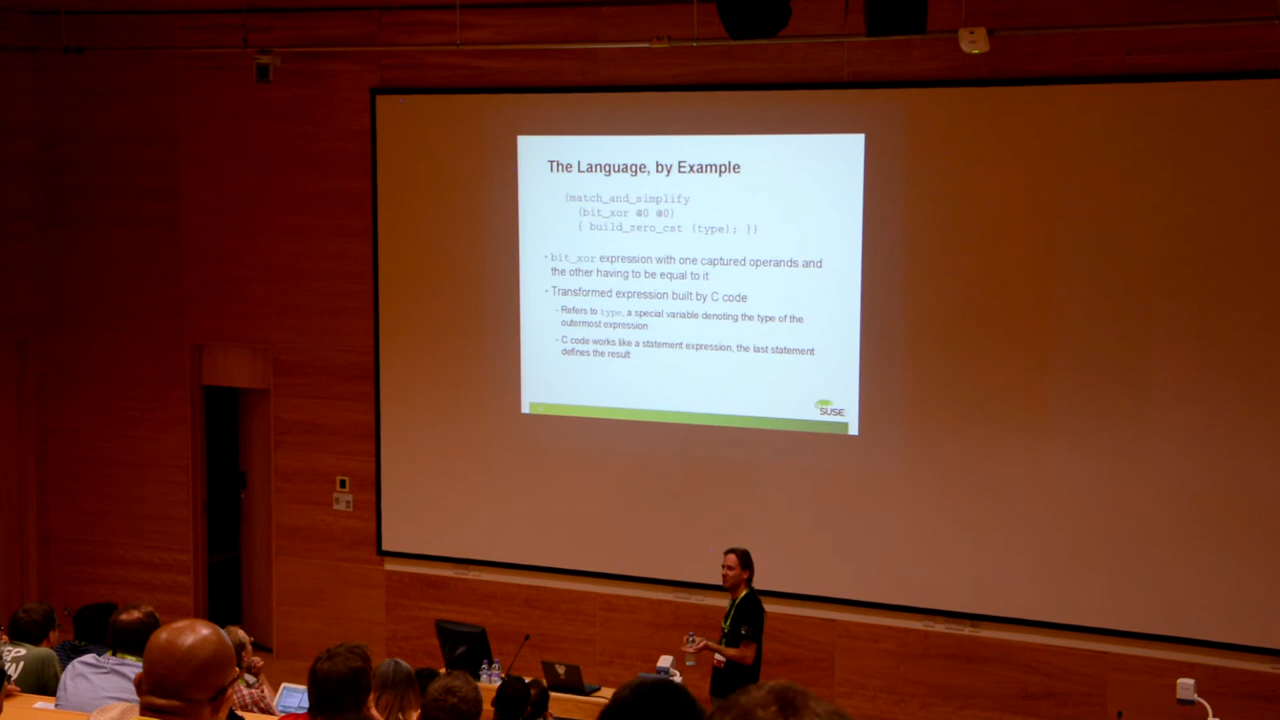 The Language, by Example
(match_and_simplify
(bit_xor @0 @0)
{ build_zero_cst (type); })
• bit_xor expression with one captured operands and
the other having to be equal to it
• Transformed expression built by C code
- Refers to type, a special variable denoting the type of the
outermost expression
- C code works like a statement expression, the last statement
defines the result
SUSE